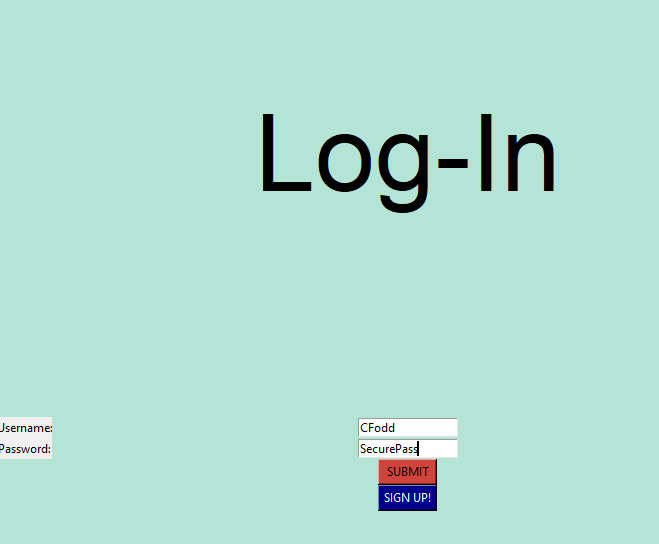 Log-In
Username: CFodd
Password: SecurePass
SUBMIT
SIGN UP!